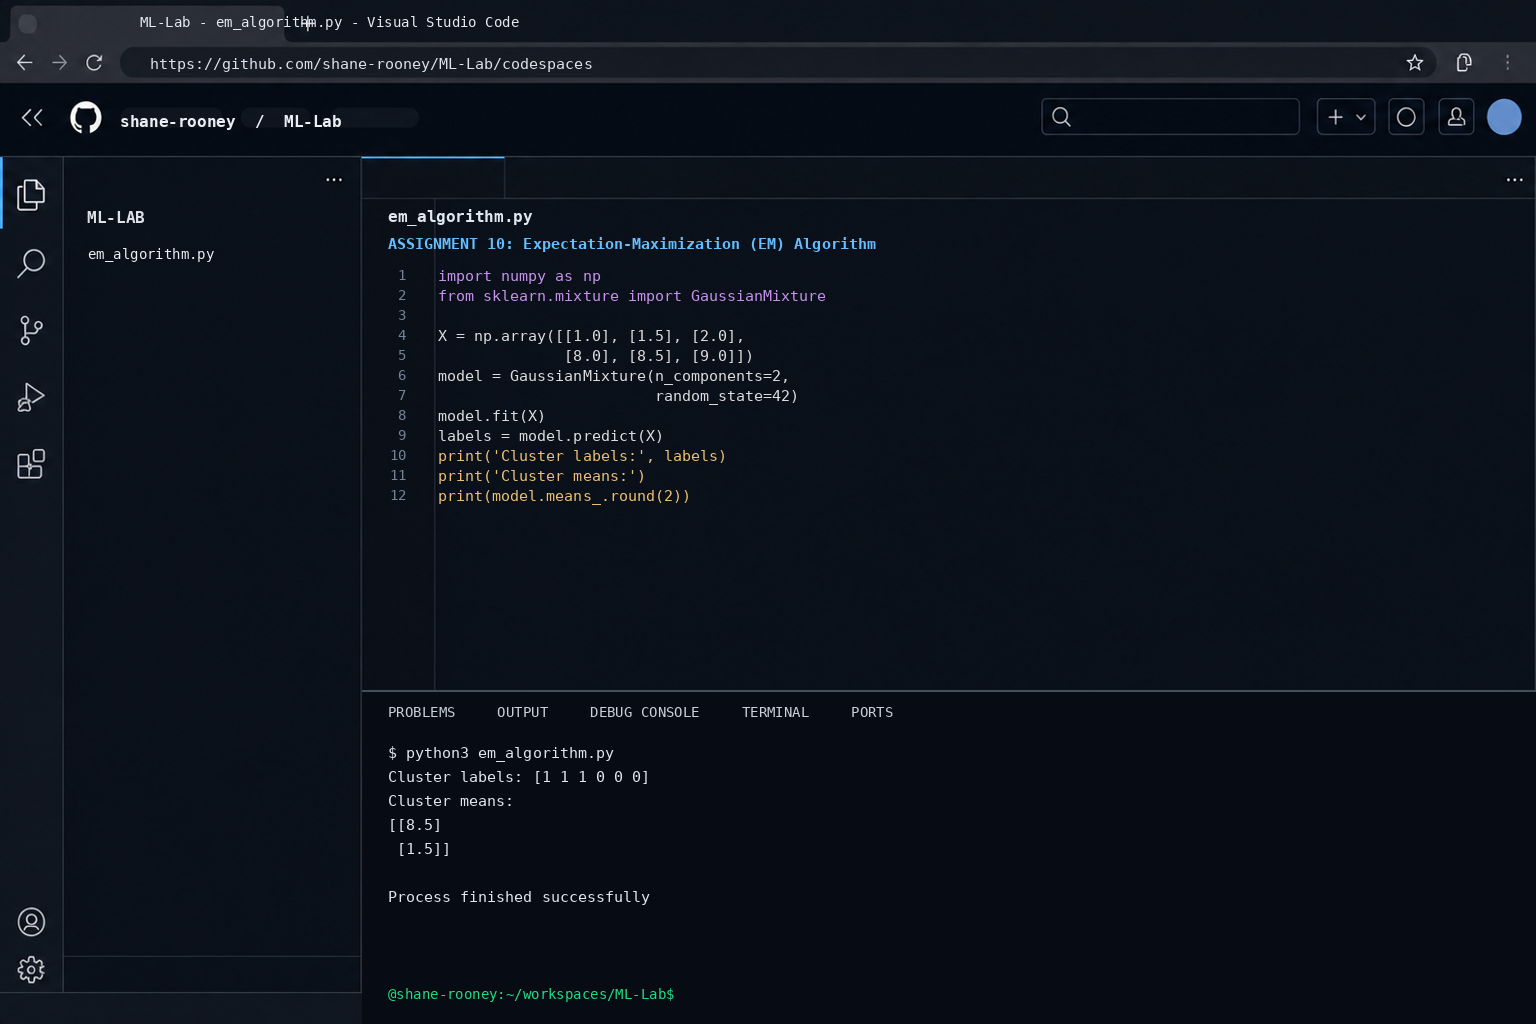 ML-Lab - em_algorithm.py - Visual Studio Code
https://github.com/shane-rooney/ML-Lab/codespaces
shane-rooney / ML-Lab
ML-LAB
em_algorithm.py
em_algorithm.py
ASSIGNMENT 10: Expectation-Maximization (EM) Algorithm
1 import numpy as np
2 from sklearn.mixture import GaussianMixture
3
4 X = np.array([[1.0], [1.5], [2.0],
5               [8.0], [8.5], [9.0]])
6 model = GaussianMixture(n_components=2,
7                         random_state=42)
8 model.fit(X)
9 labels = model.predict(X)
10 print('Cluster labels:', labels)
11 print('Cluster means:')
12 print(model.means_.round(2))
PROBLEMS OUTPUT DEBUG CONSOLE TERMINAL PORTS
$ python3 em_algorithm.py
Cluster labels: [1 1 1 0 0 0]
Cluster means:
[[8.5]
 [1.5]]
Process finished successfully
@shane-rooney:~/workspaces/ML-Lab$